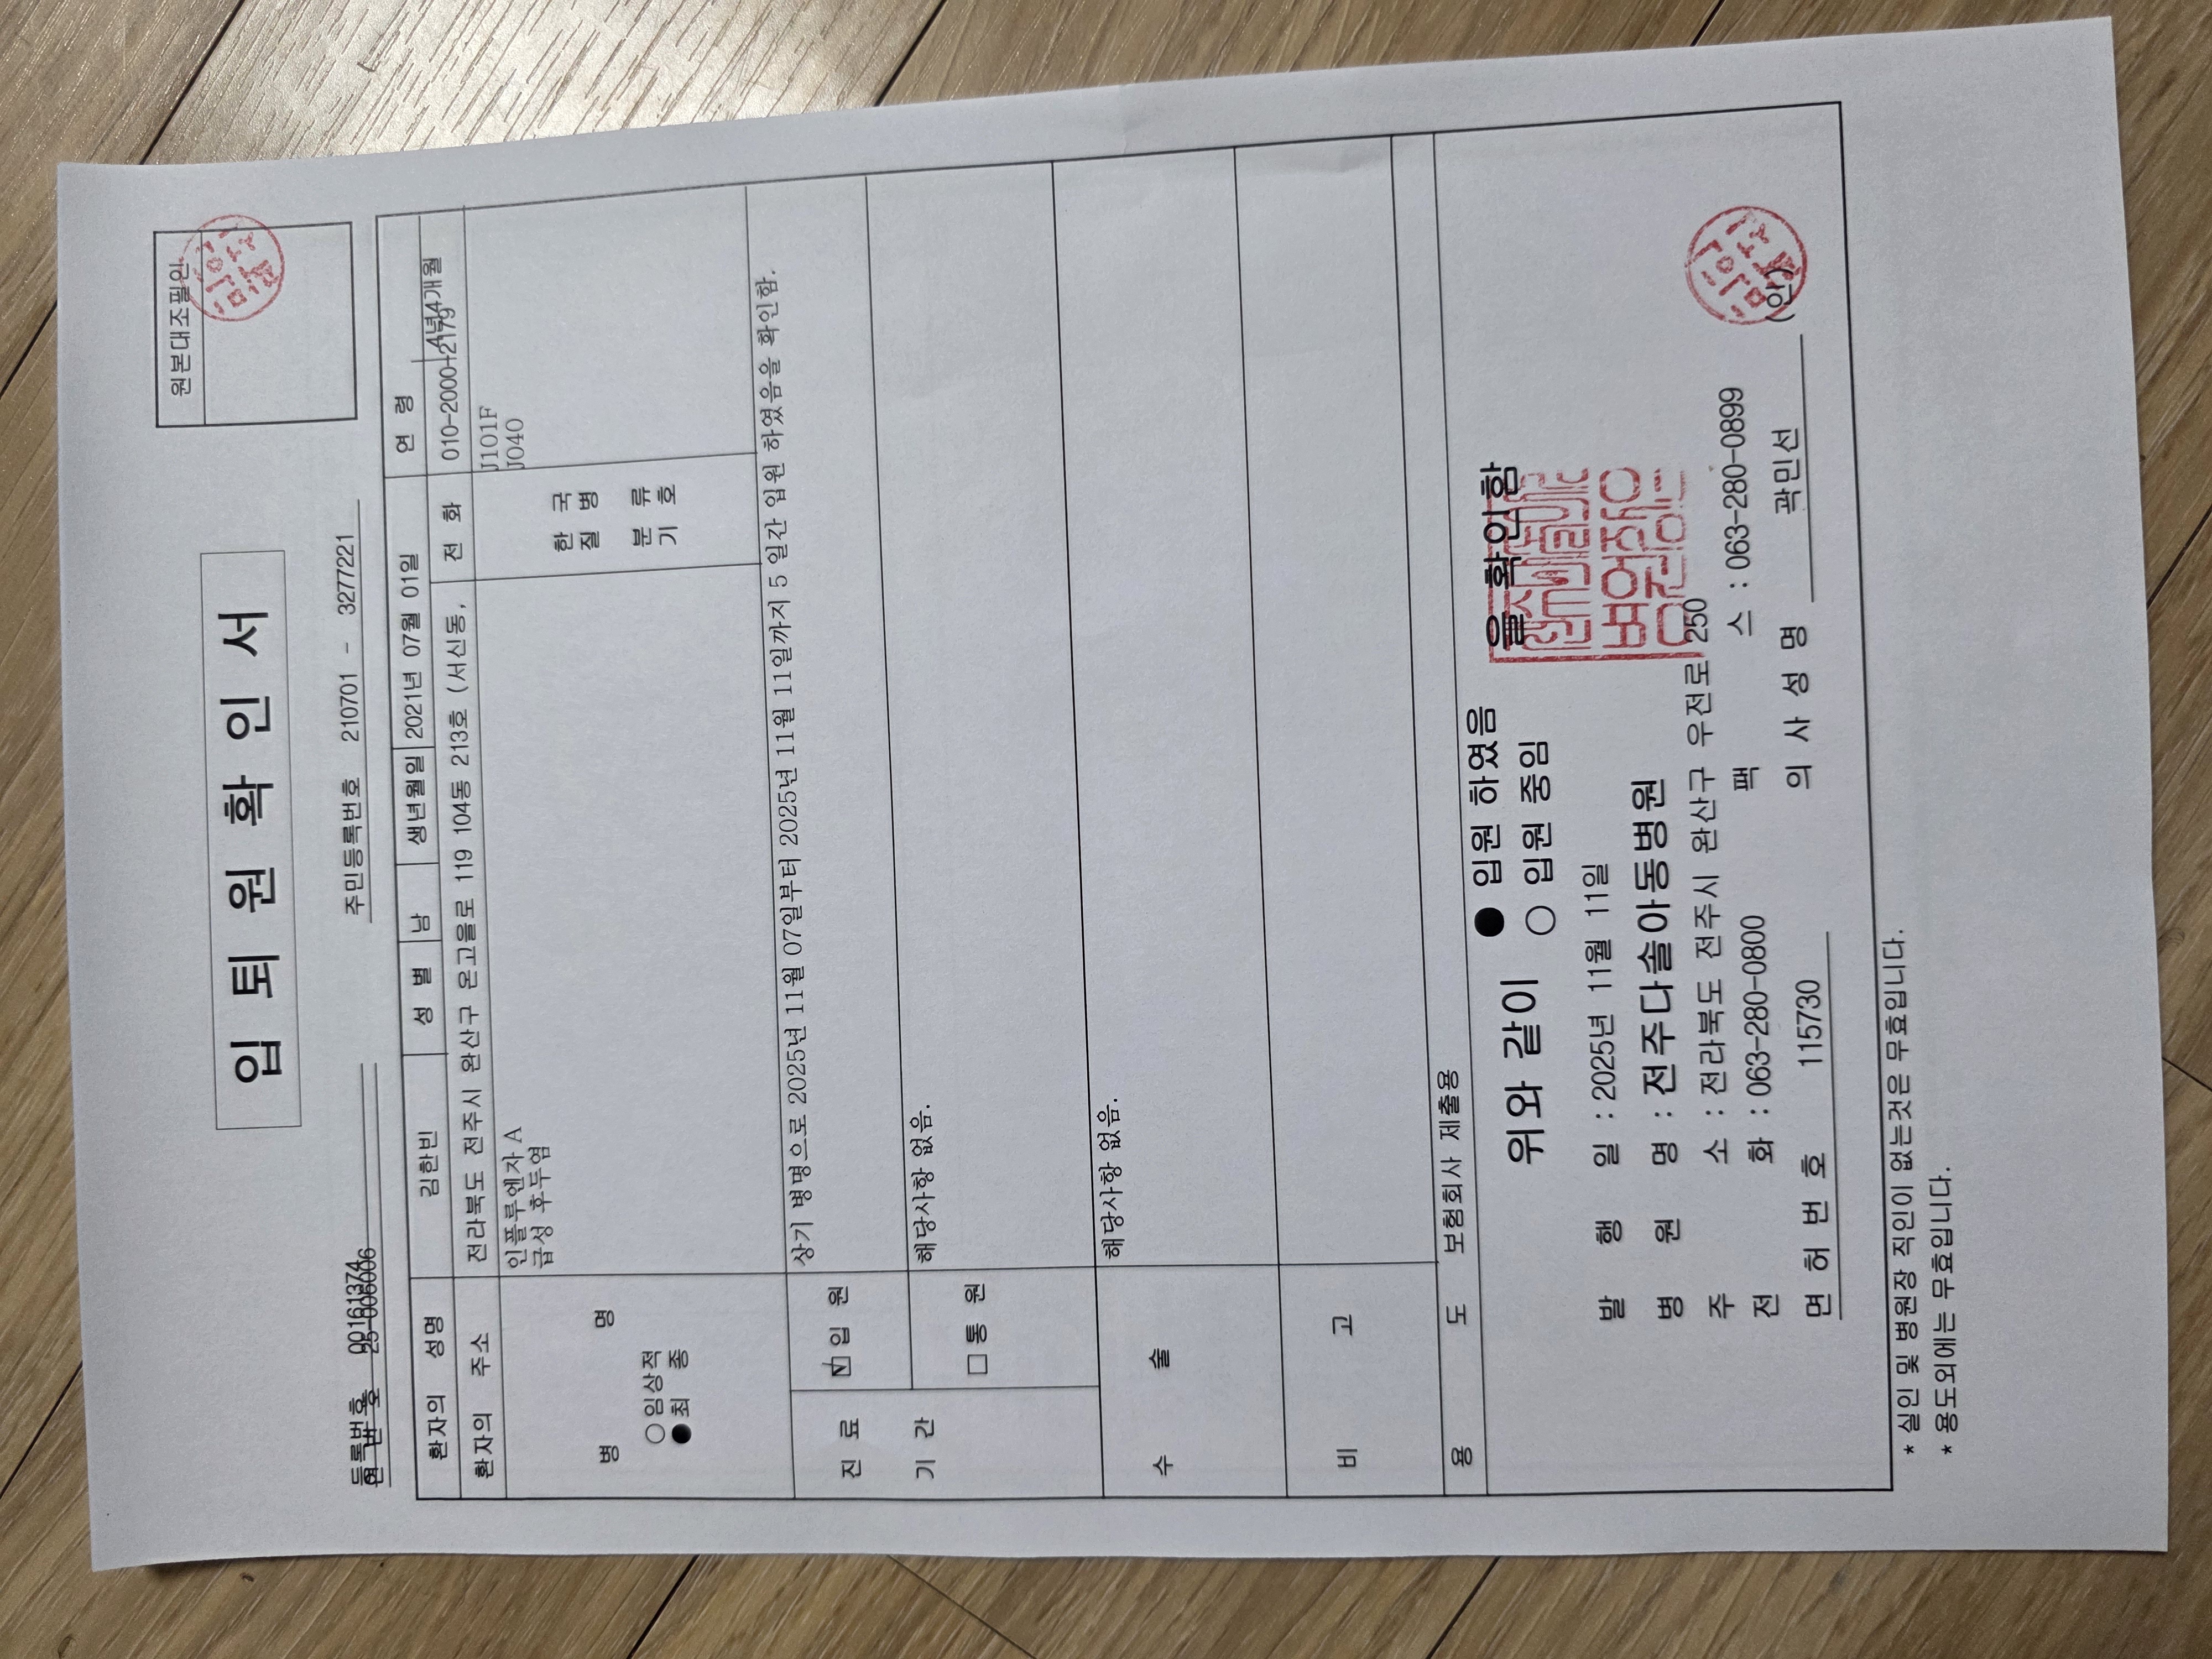 원본대조필인
입 퇴 원 확 인 서
등록번호 00161374
주민등록번호 210701 - 3277221
환자의 성명 김한빈 성 별 남 생년월일 2021년 07월 01일 연 령 4년4개월
환자의 주소 전라북도 전주시 완산구 온고을로 119 104동 213호 (서신동, 전 화 010-2000-2179
병 명
○임상적
●최 종
인플루엔자 A
급성 후두염
한 국
질 병
분 류
기 호
J101F
J040
진 료
기 간
☑입 원 상기 병명으로 2025년 11월 07일부터 2025년 11월 11일까지 5 일간 입원 하였음을 확인함.
□통 원 해당사항 없음.
수 술 해당사항 없음.
비 고
용 도 보험회사 제출용
위와 같이 ● 입원 하였음 을 확인함
○ 입원 중임
발 행 일 : 2025년 11월 11일
병 원 명 : 전주다솔아동병원
주 소 : 전라북도 전주시 완산구 우전로 250
전 화 : 063-280-0800 팩 스 : 063-280-0899
면 허 번 호 115730 의 사 성 명 곽민선 (인)
* 실인 및 병원장 직인이 없는것은 무효입니다.
* 용도외에는 무효입니다.